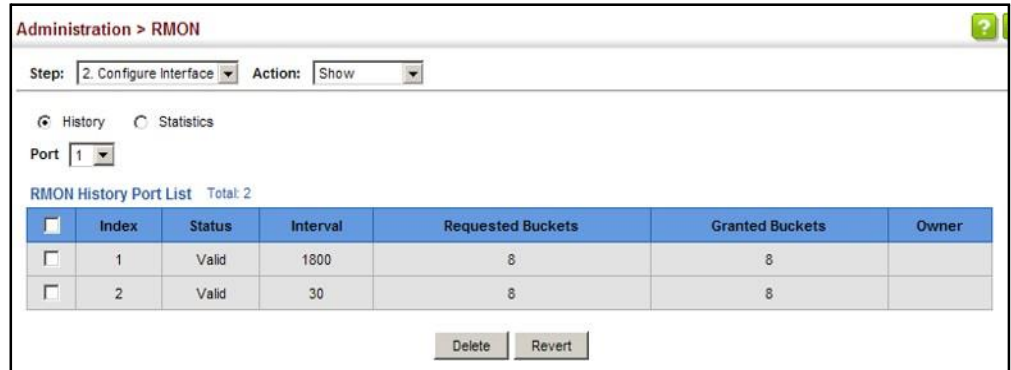 Administration > RMON ?
Step: 2. Configure Interface Action: Show
History Statistics
Port 1
RMON History Port List Total: 2
Index Status Interval Requested Buckets Granted Buckets Owner
1 Valid 1800 8 8
2 Valid 30 8 8
Delete Revert